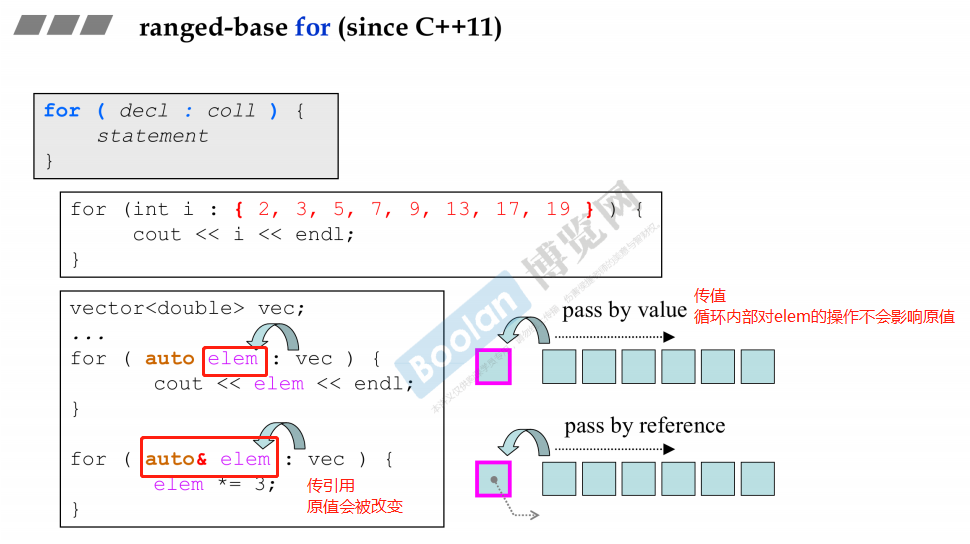 ranged-base for (since C++11)
for ( decl : coll ) {
statement
}
for (int i : { 2, 3, 5, 7, 9, 13, 17, 19 } ) {
cout << i << endl;
}
vector<double> vec;
...
for ( auto elem : vec ) {
cout << elem << endl;
}
for ( auto& elem : vec ) {
elem *= 3;
}
传引用
原值会被改变
pass by value
传值
循环内部对elem的操作不会影响原值
pass by reference
Boolan 博览网